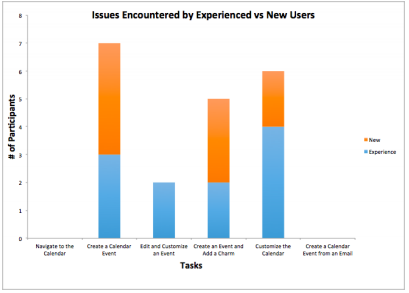 Issues Encountered by Experienced vs New Users
8
7
6
5
4
3
2
1
0
# of Participants
Navigate to the
Calendar
Create a Calendar
Event
Edit and Customize
an Event
Create an Event and
Add a Charm
Customize the
Calendar
Create a Calendar
Event from an Email
Tasks
New
Experience